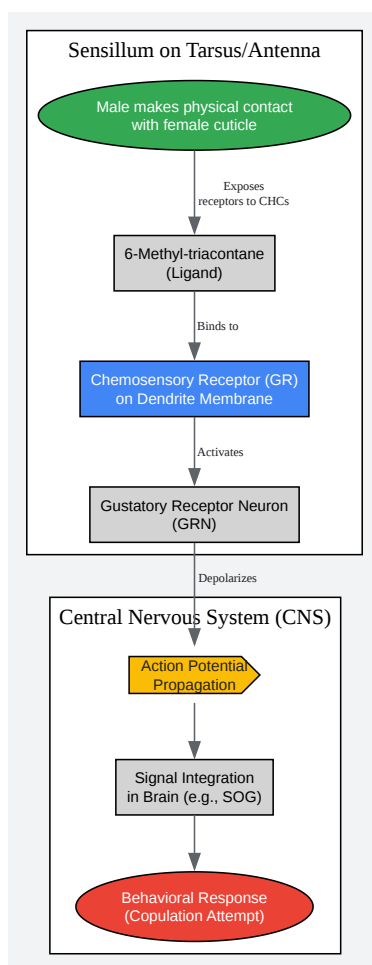 Sensillum on Tarsus/Antenna
Male makes physical contact
with female cuticle
Exposes
receptors to CHCs
6-Methyl-triacontane
(Ligand)
Binds to
Chemosensory Receptor (GR)
on Dendrite Membrane
Activates
Gustatory Receptor Neuron
(GRN)
Depolarizes
Central Nervous System (CNS)
Action Potential
Propagation
Signal Integration
in Brain (e.g., SOG)
Behavioral Response
(Copulation Attempt)